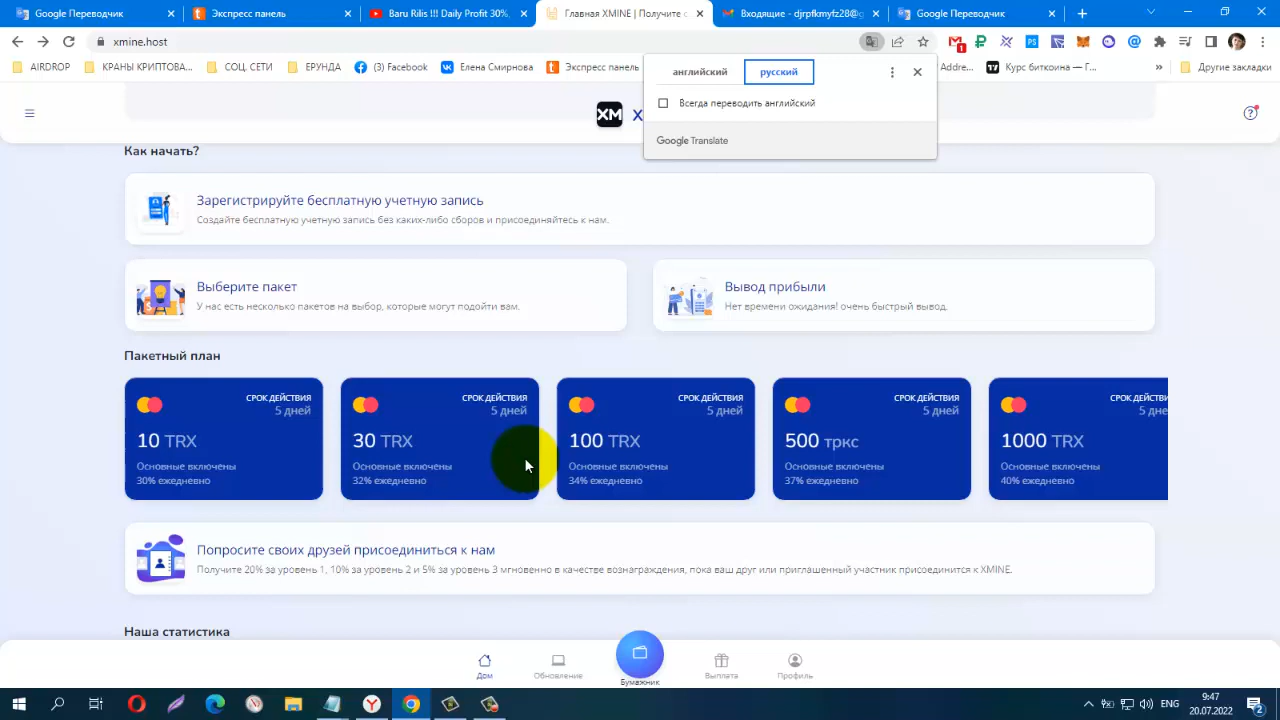 Google Переводчик
Экспресс панель
Baru Rilis !!! Daily Profit 30%,
Главная XMINE | Получите с
Входящие - djrptkmyfz28@g
Google Переводчик
xmine.host
1
PS
AIRDROP
КРАНЫ КРИПТОВА...
СОЦ. СЕТИ
ЕРУНДА
(3) Facebook
Елена Смирнова
Экспресс панель
Addre...
Курс биткоина — Г...
»
Другие закладки
английский
русский
Всегда переводить английский
Google Translate
XM
X
Как начать?
Зарегистрируйте бесплатную учетную запись
Создайте бесплатную учетную запись без каких-либо сборов и присоединяйтесь к нам.
Выберите пакет
У нас есть несколько пакетов на выбор, которые могут подойти вам.
Вывод прибыли
Нет времени ожидания! очень быстрый вывод.
Пакетный план
СРОК ДЕЙСТВИЯ
5 дней
10 TRX
Основные включены
30% ежедневно
СРОК ДЕЙСТВИЯ
5 дней
30 TRX
Основные включены
32% ежедневно
СРОК ДЕЙСТВИЯ
5 дней
100 TRX
Основные включены
34% ежедневно
СРОК ДЕЙСТВИЯ
5 дней
500 тркс
Основные включены
37% ежедневно
СРОК ДЕЙСТВИЯ
5 дней
1000 TRX
Основные включены
40% ежедневно
Попросите своих друзей присоединиться к нам
Получите 20% за уровень 1, 10% за уровень 2 и 5% за уровень 3 мгновенно в качестве вознаграждения, пока ваш друг или приглашенный участник присоединится к XMINE.
Наша статистика
Дом
Обновление
Бумажник
Выплата
Профиль
ENG
9:47
20.07.2022
2